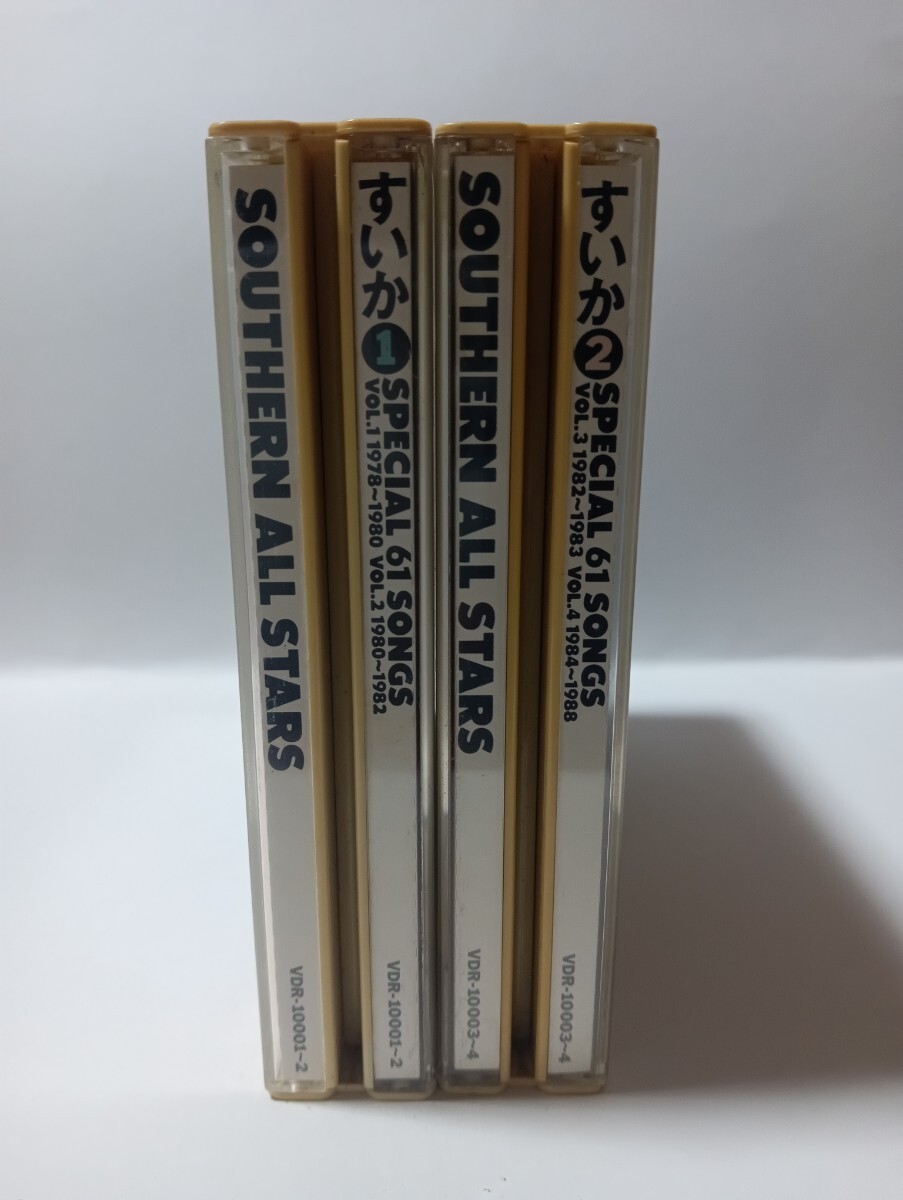 SOUTHERN ALL STARS
VDR-10001~2
すいか1 SPECIAL 61 SONGS
VOL.1 1978~1980 VOL.2 1980~1982
VDR-10001~2
SOUTHERN ALL STARS
VDR-10003~4
すいか2 SPECIAL 61 SONGS
VOL.3 1982~1983 VOL.4 1984~1988
VDR-10003~4